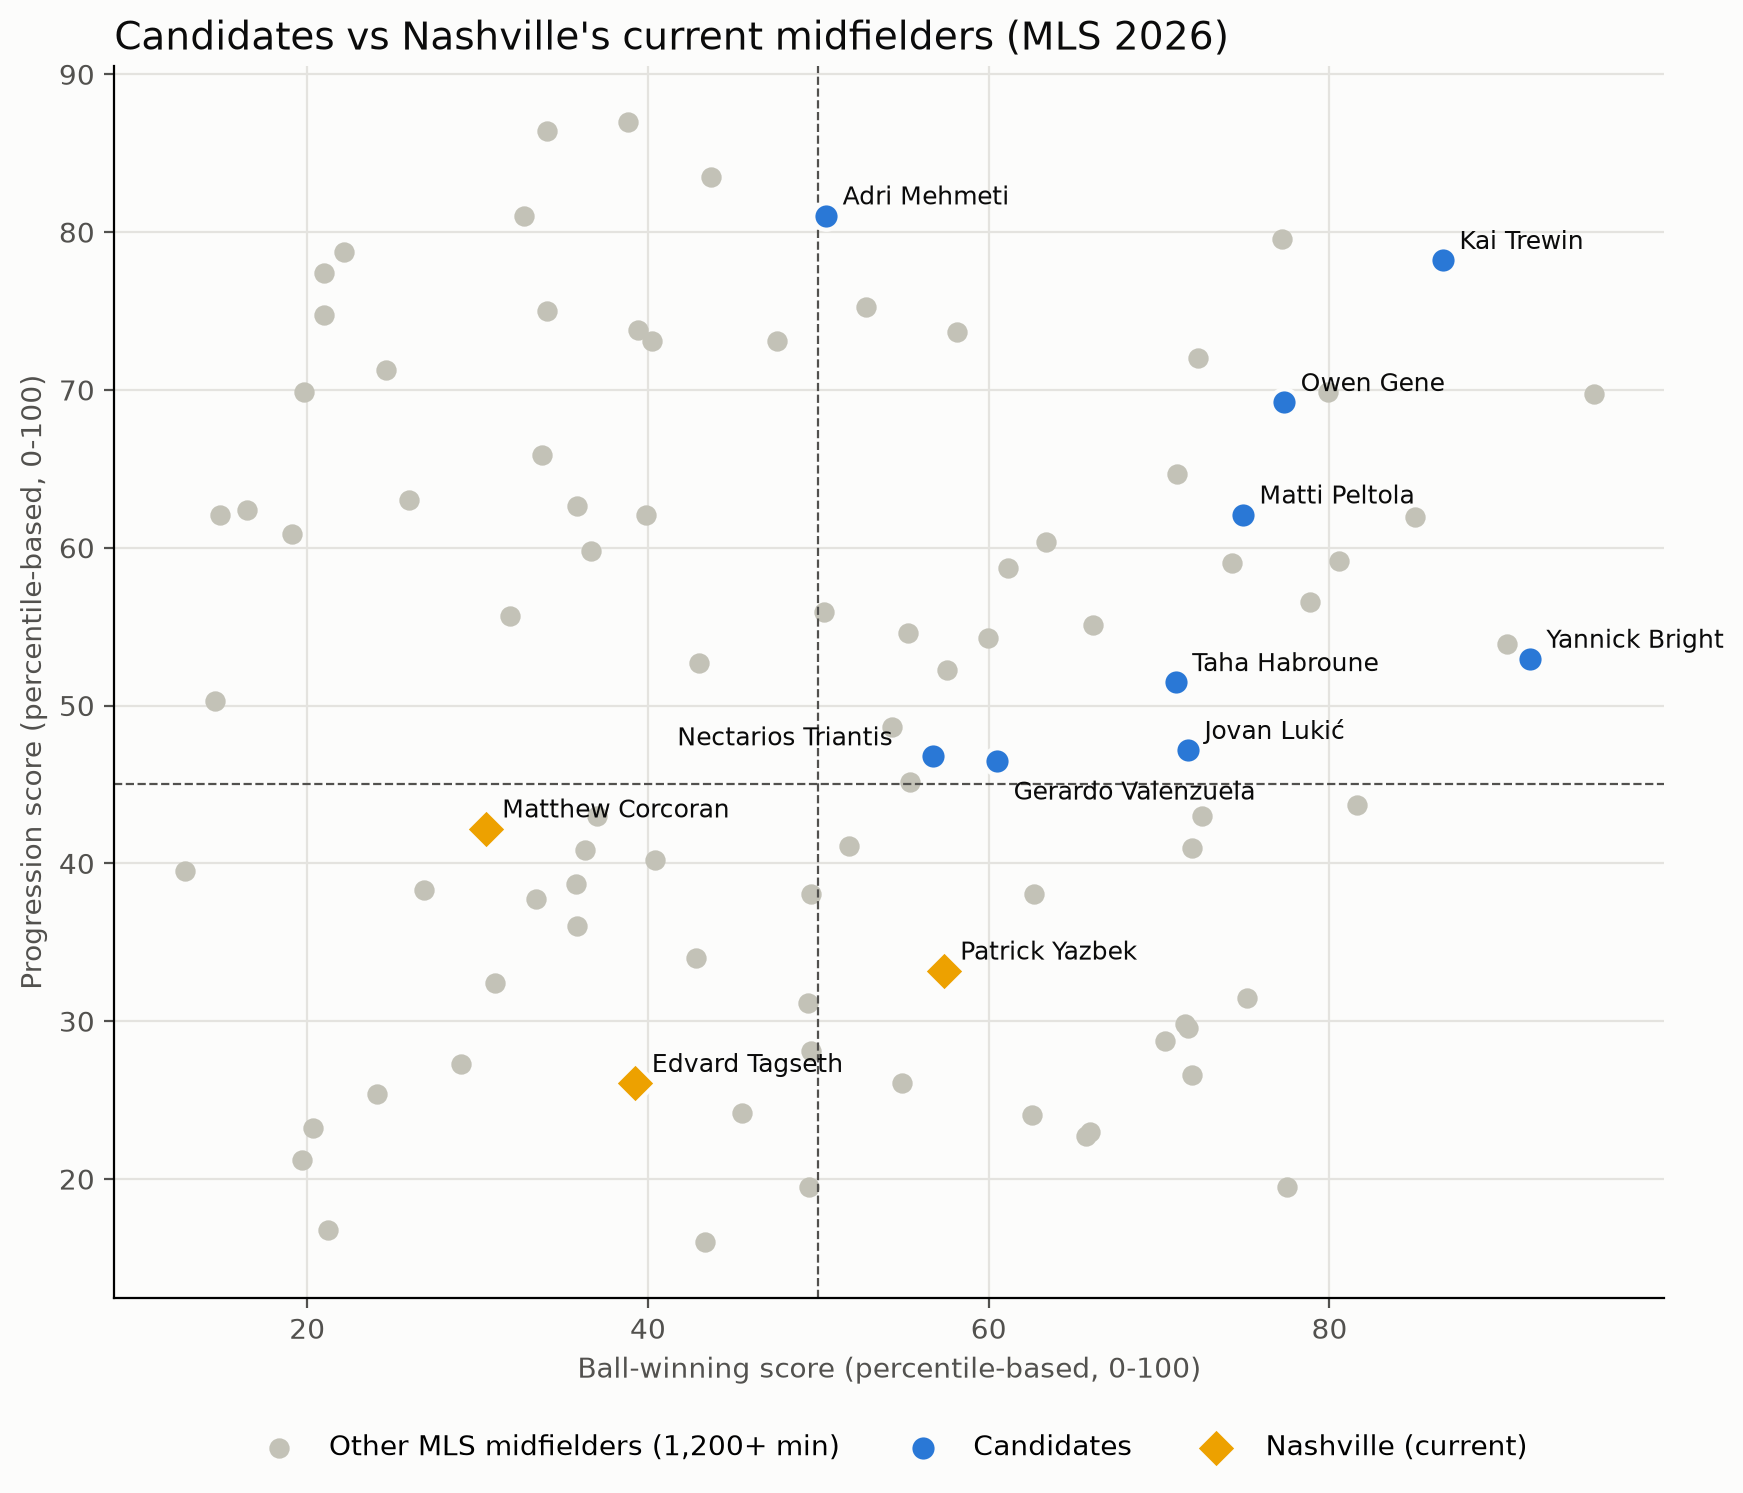 Candidates vs Nashville's current midfielders (MLS 2026)
90
80
70
60
50
40
30
20
Progression score (percentile-based, 0-100)
Adri Mehmeti
Kai Trewin
Owen Gene
Matti Peltola
Yannick Bright
Taha Habroune
Jovan Lukić
Nectarios Triantis
Gerardo Valenzuela
Matthew Corcoran
Patrick Yazbek
Edvard Tagseth
20 40 60 80
Ball-winning score (percentile-based, 0-100)
Other MLS midfielders (1,200+ min) Candidates Nashville (current)